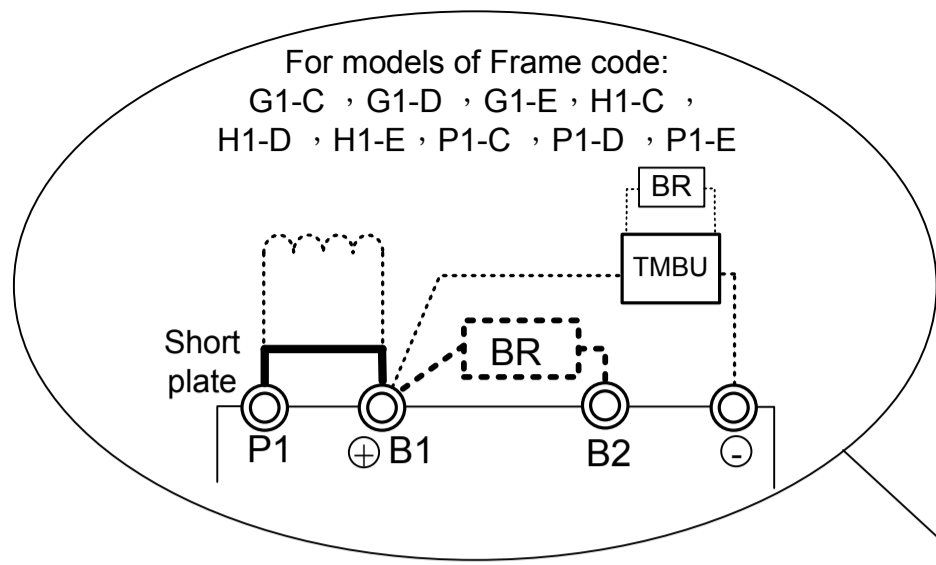 For models of Frame code:
G1-C ，G1-D ，G1-E，H1-C ，
H1-D ，H1-E，P1-C ，P1-D ，P1-E
BR
TMBU
Short
plate
BR
P1
+ B1
B2
-